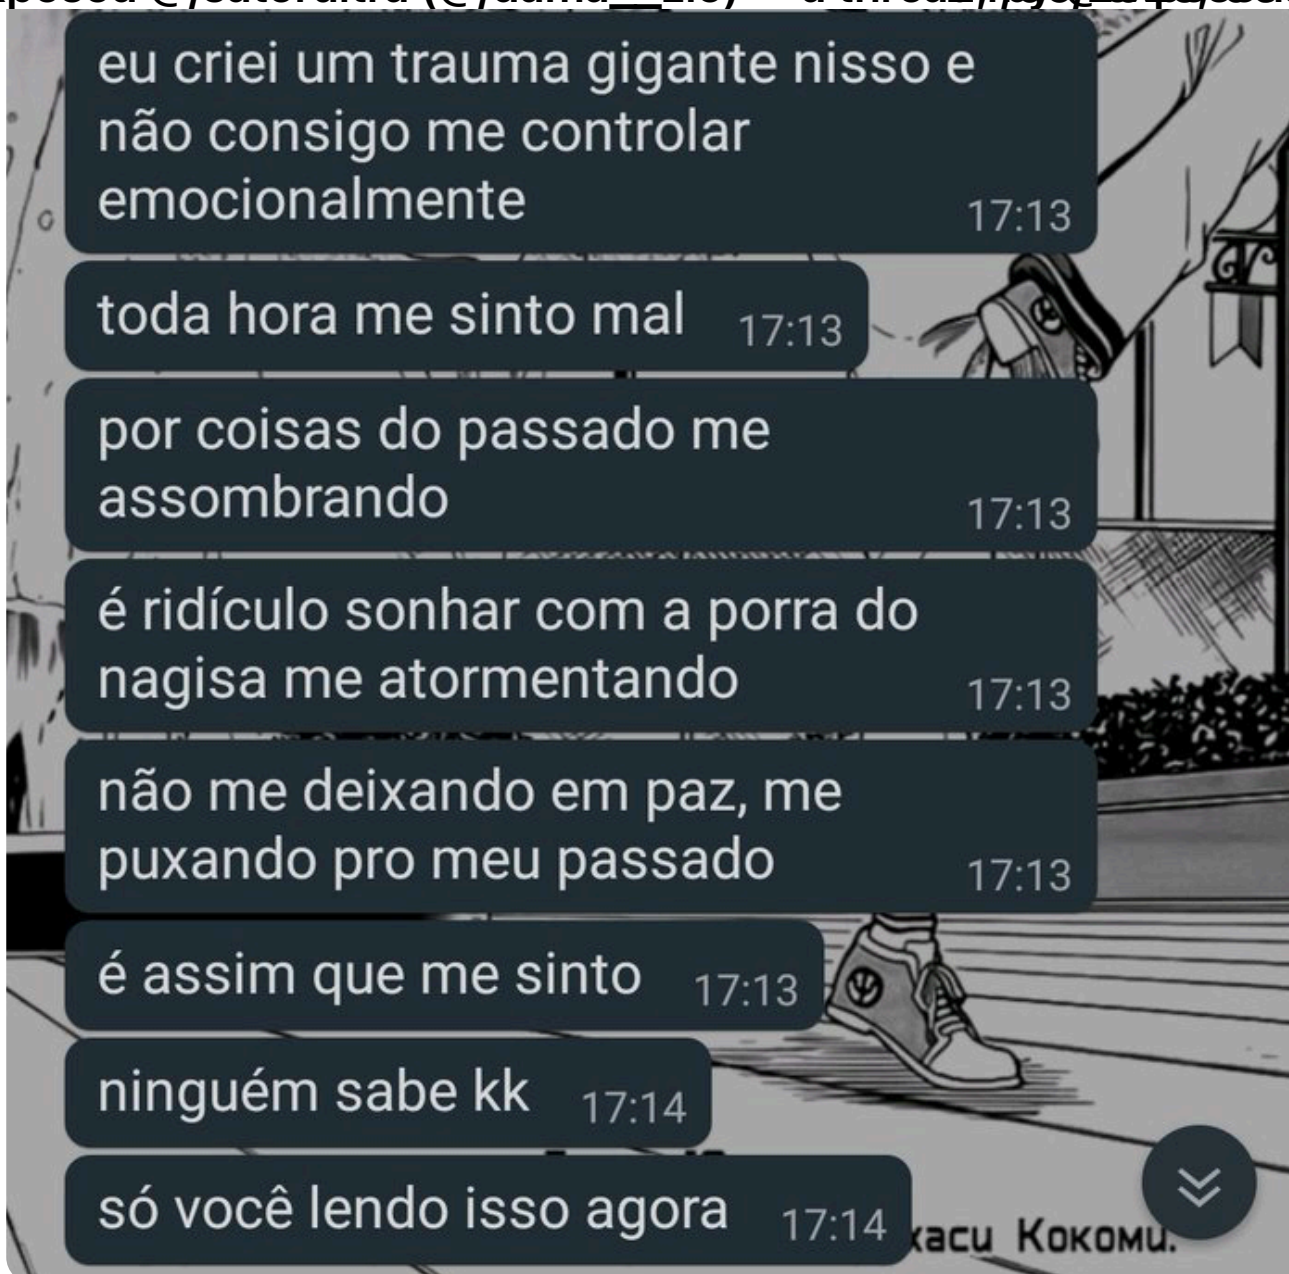 eu criei um trauma gigante nisso e
não consigo me controlar
emocionalmente
17:13
toda hora me sinto mal 17:13
por coisas do passado me
assombrando
17:13
é ridículo sonhar com a porra do
nagisa me atormentando
17:13
não me deixando em paz, me
puxando pro meu passado
17:13
é assim que me sinto 17:13
ninguém sabe kk 17:14
só você lendo isso agora 17:14
Кокоми.